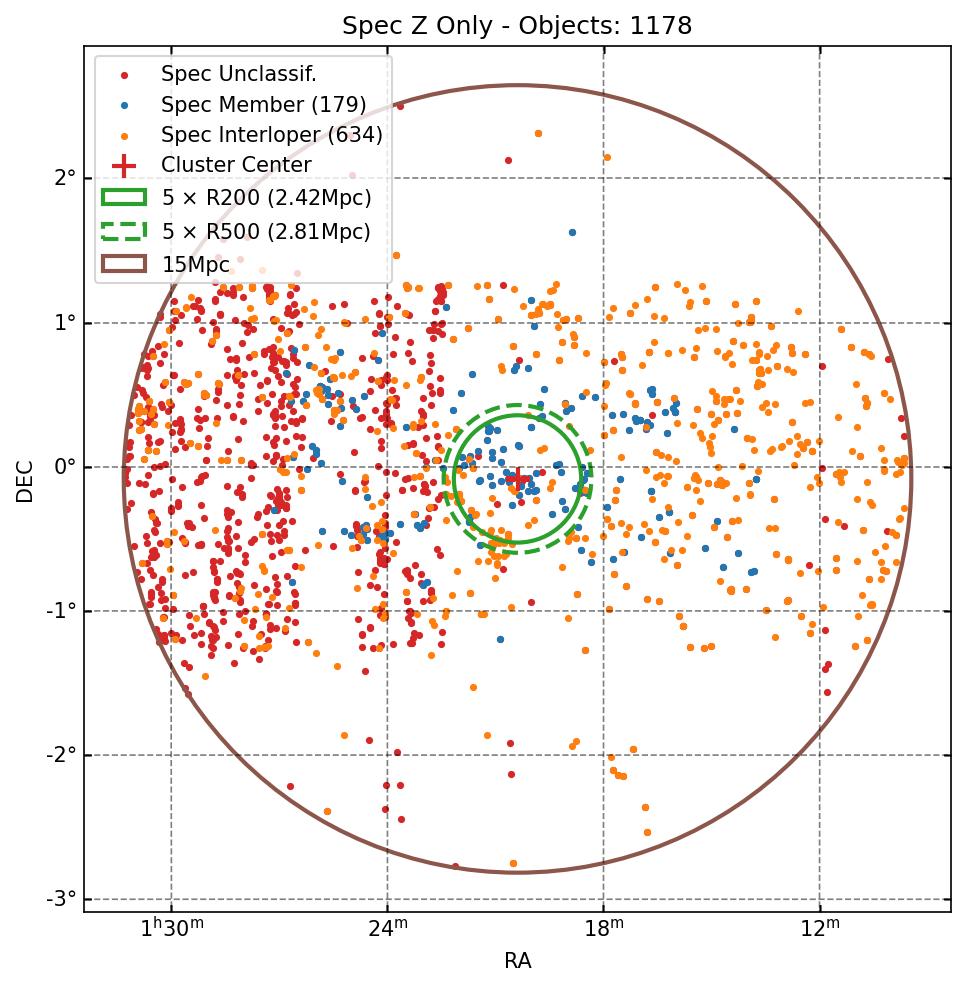 Spec Z Only - Objects: 1178
Spec Unclassif.
Spec Member (179)
Spec Interloper (634)
Cluster Center
5 × R200 (2.42Mpc)
5 × R500 (2.81Mpc)
15Mpc
2°
1°
0°
-1°
-2°
-3°
DEC
1ʰ30ᵐ
24ᵐ
18ᵐ
12ᵐ
RA